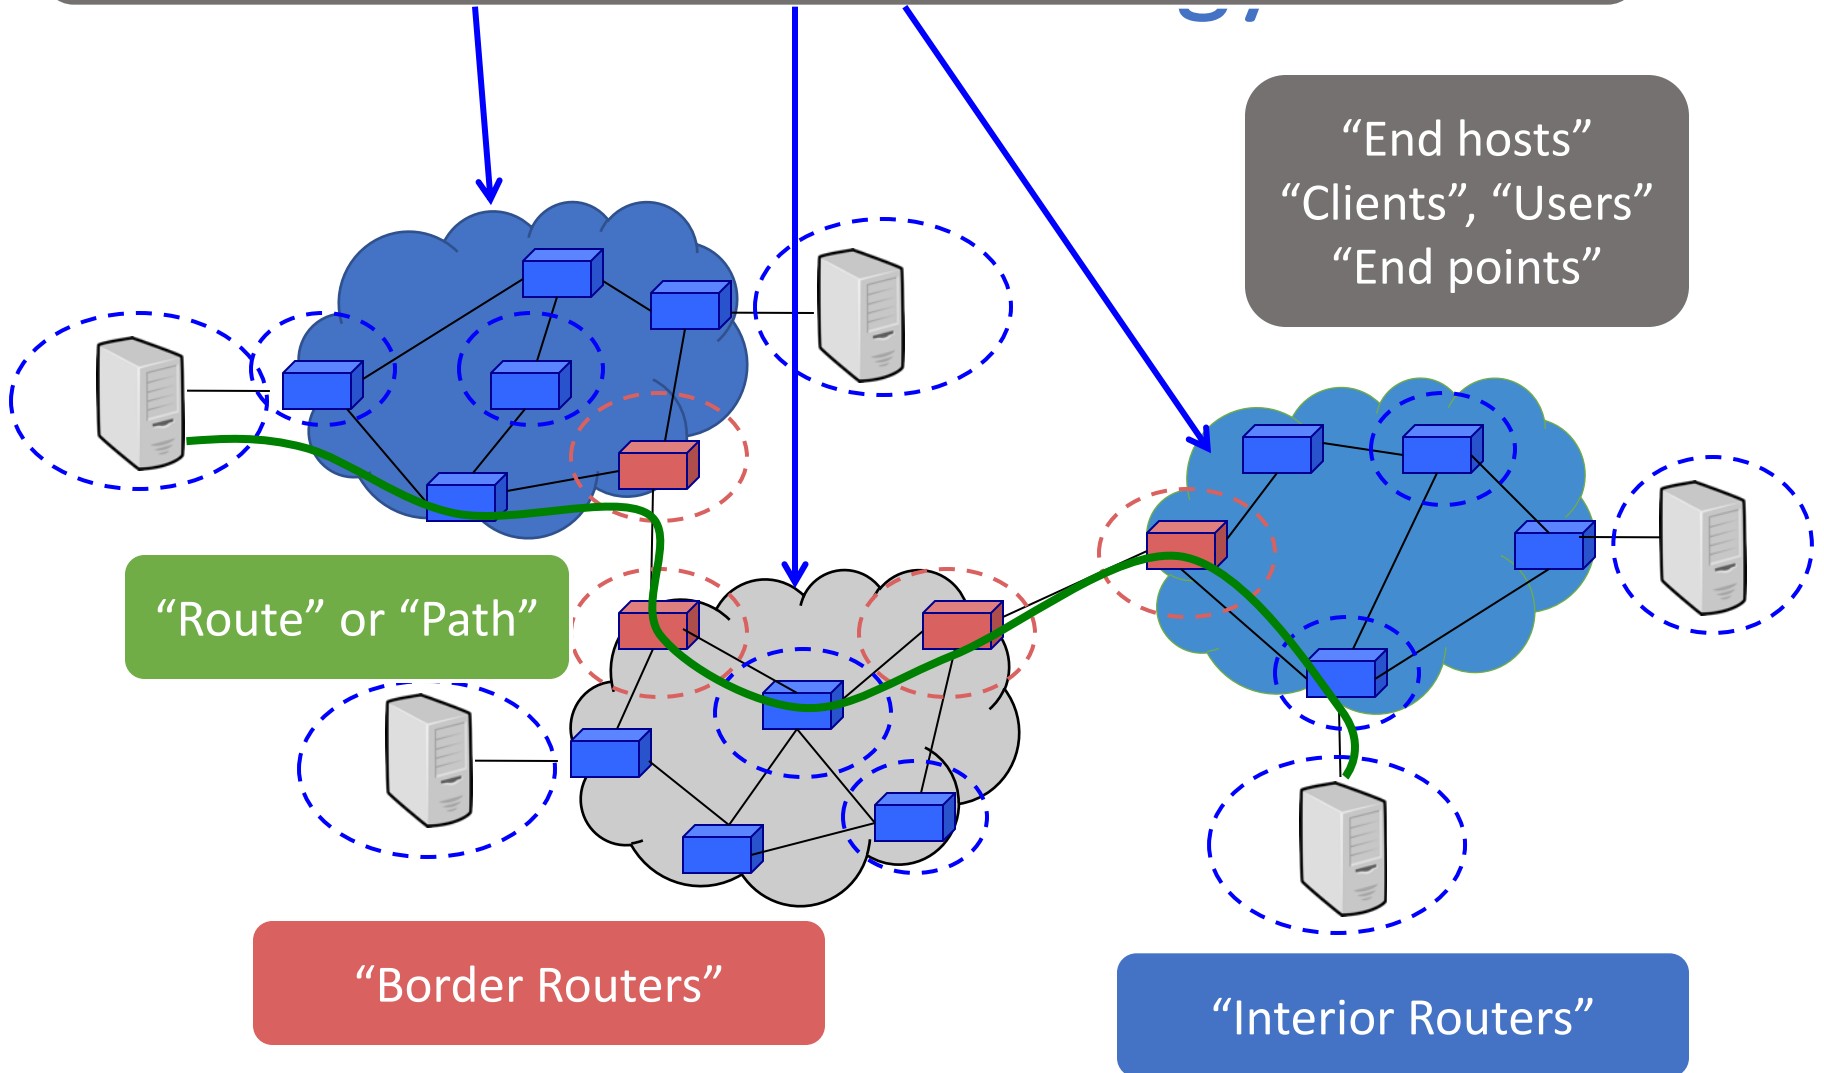 “End hosts”
“Clients”, “Users”
“End points”
“Route” or “Path”
“Border Routers”
“Interior Routers”